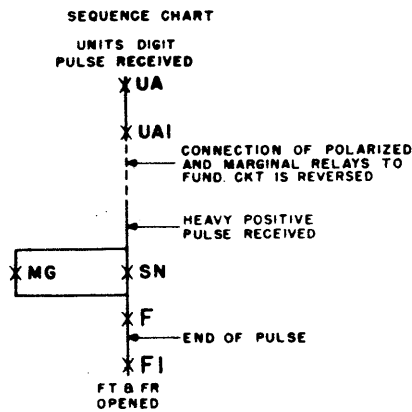 SEQUENCE CHART
UNITS DIGIT
PULSE RECEIVED
UA
UA1
CONNECTION OF POLARIZED
AND MARGINAL RELAYS TO
FUND. CKT IS REVERSED
HEAVY POSITIVE
PULSE RECEIVED
MG
SN
F
END OF PULSE
F1
FT & FR
OPENED